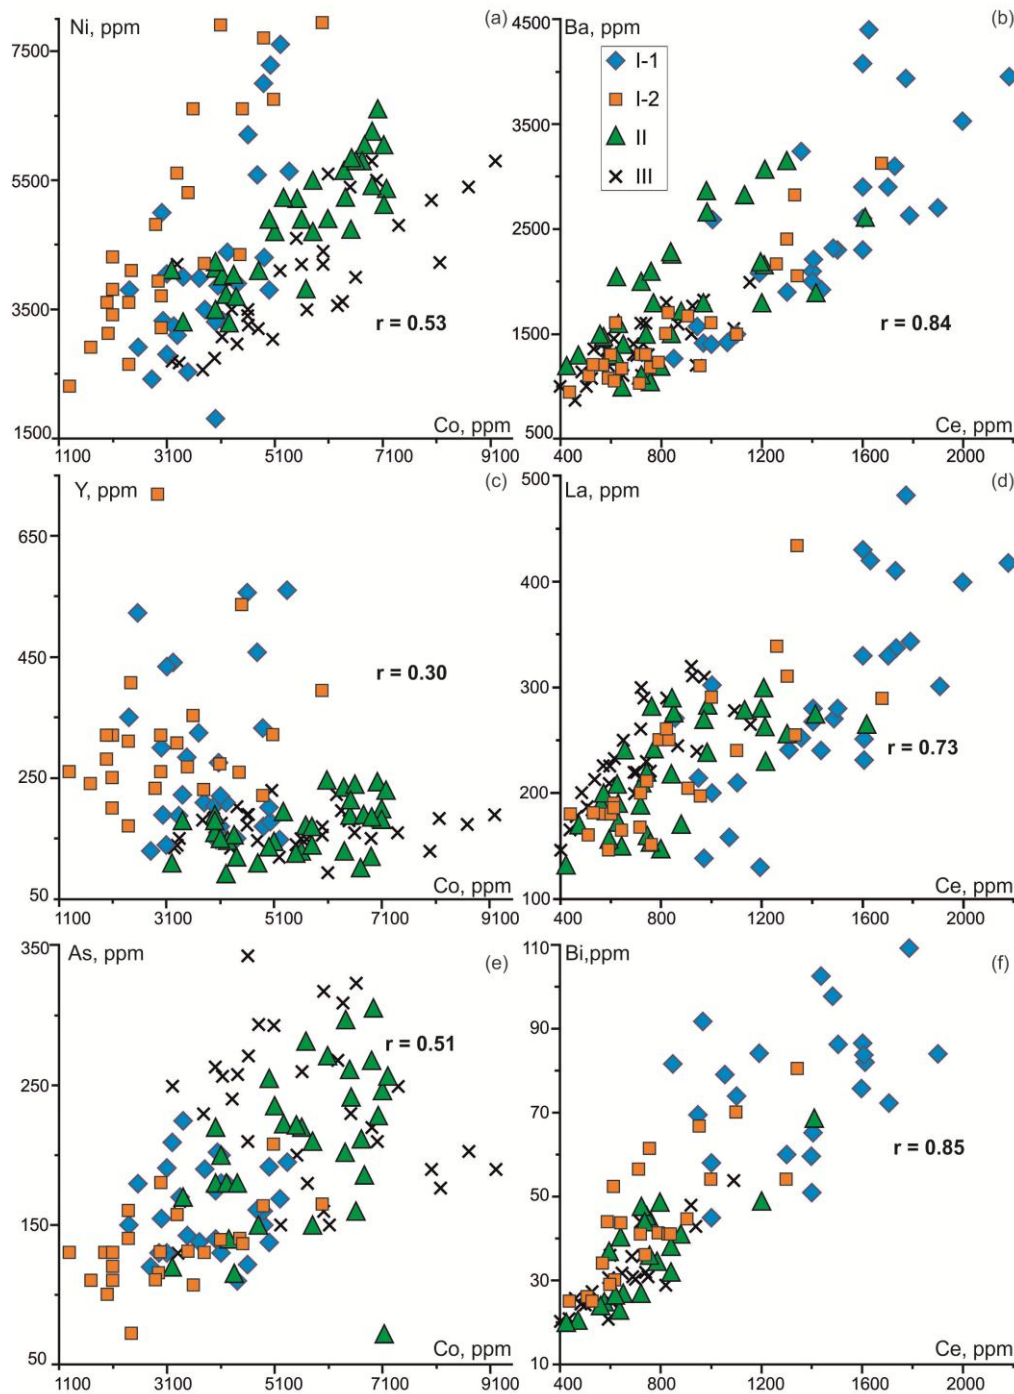 Ni, ppm
(a)
7500
5500
3500
1500
r = 0.53
Co, ppm
1100 3100 5100 7100 9100
Ba, ppm
(b)
4500
3500
2500
1500
500
I-1
I-2
II
III
r = 0.84
Ce, ppm
400 800 1200 1600 2000
Y, ppm
(c)
650
450
250
50
r = 0.30
Co, ppm
1100 3100 5100 7100 9100
La, ppm
(d)
500
400
300
200
100
r = 0.73
Ce, ppm
400 800 1200 1600 2000
As, ppm
(e)
350
250
150
50
r = 0.51
Co, ppm
1100 3100 5100 7100 9100
Bi,ppm
(f)
110
90
70
50
30
10
r = 0.85
Ce, ppm
400 800 1200 1600 2000